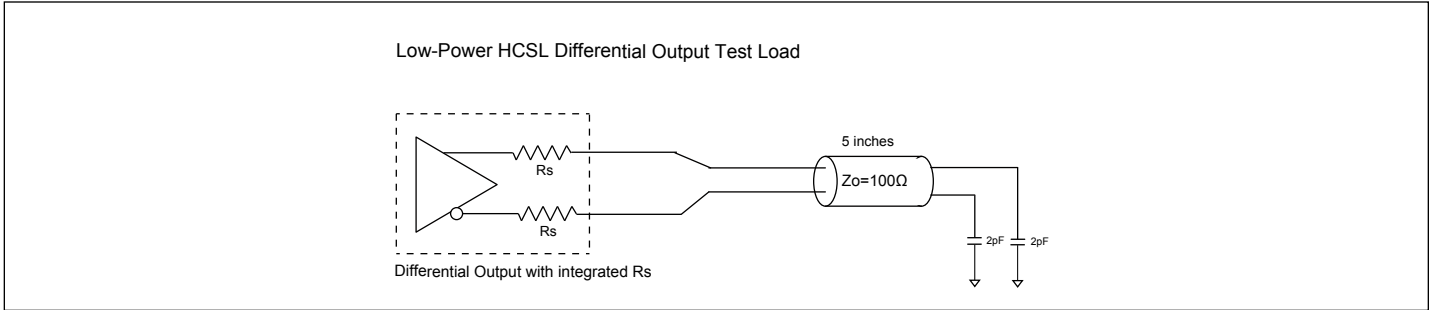 Low-Power HCSL Differential Output Test Load
5 inches
Rs
Zo=100Ω
Rs
2pF
2pF
Differential Output with integrated Rs